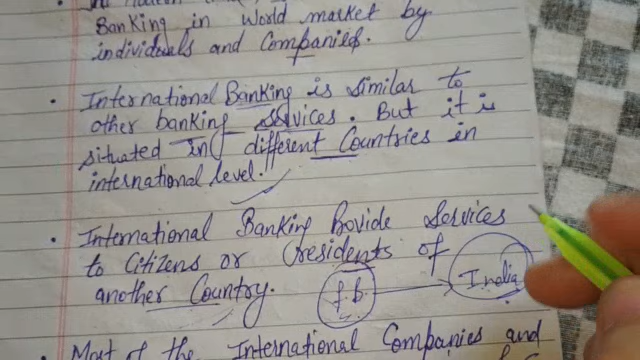 Banking in World market by
individuals and Companies.
• International Banking is similar to
other banking services. But it is
situated in different Countries in
international level.
• International Banking Provide Services
to Citizens or residents of
another Country.
f.b.
India
• Most of the International Companies and